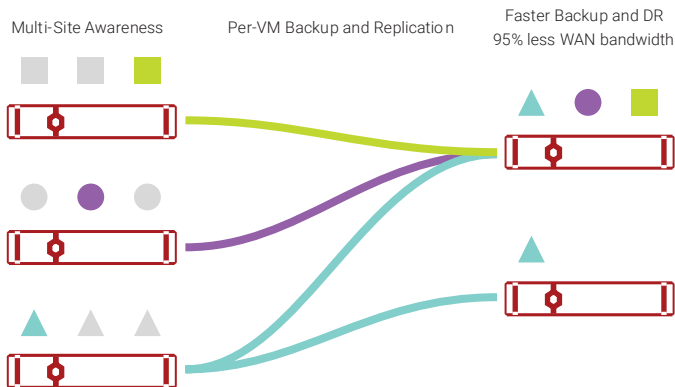 Multi-Site Awareness
Per-VM Backup and Replication
Faster Backup and DR
95% less WAN bandwidth